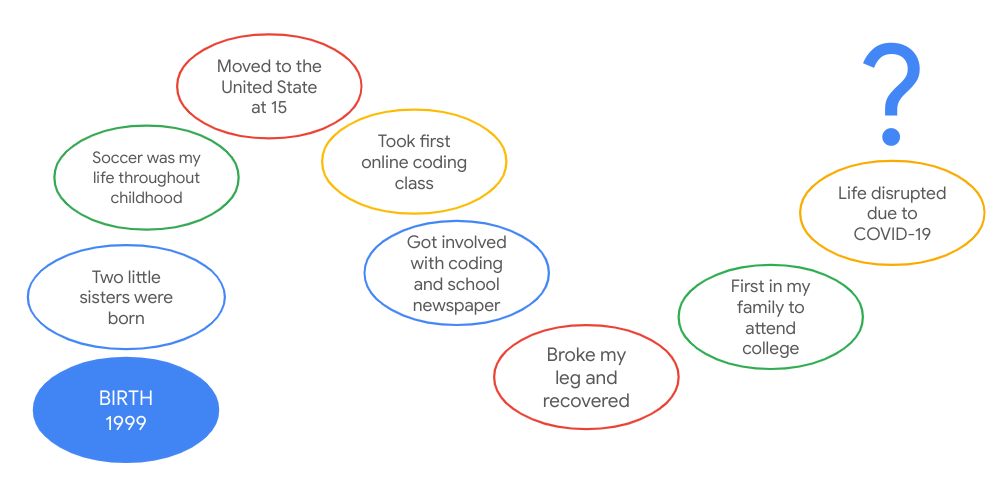 BIRTH
1999
Two little
sisters were
born
Soccer was my
life throughout
childhood
Moved to the
United State
at 15
Took first
online coding
class
Got involved
with coding
and school
newspaper
Broke my
leg and
recovered
First in my
family to
attend
college
Life disrupted
due to
COVID-19
?